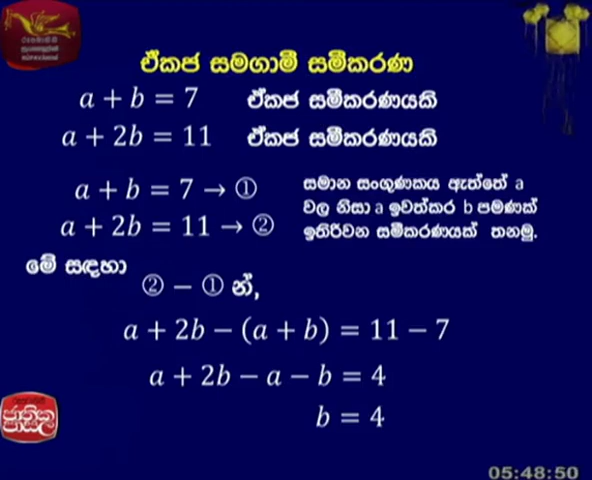 ඒකජ සමගාමී සමීකරණ
a + b = 7 ඒකජ සමීකරණයකි
a + 2b = 11 ඒකජ සමීකරණයකි
a + b = 7 → ①
a + 2b = 11 → ②
සමාන සංගුණකය ඇත්තේ a
වල නිසා a ඉවත්කර b පමණක්
ඉතිරිවන සමීකරණයක් තනමු.
මේ සඳහා
② − ① න්,
a + 2b − (a + b) = 11 − 7
a + 2b − a − b = 4
b = 4
ජාතික
පාසල
05:48:50